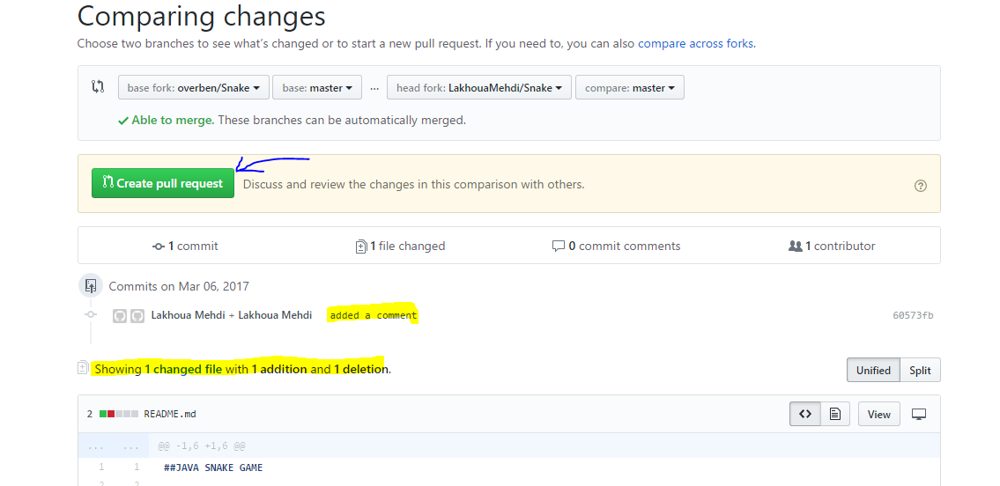 Comparing changes
Choose two branches to see what's changed or to start a new pull request. If you need to, you can also compare across forks.
base fork: overben/Snake base: master ... head fork: LakhouaMehdi/Snake compare: master
Able to merge. These branches can be automatically merged.
Create pull request Discuss and review the changes in this comparison with others.
1 commit 1 file changed 0 commit comments 1 contributor
Commits on Mar 06, 2017
Lakhoua Mehdi + Lakhoua Mehdi added a comment 60573fb
Showing 1 changed file with 1 addition and 1 deletion. Unified Split
2 README.md <> View
... ... @@ -1,6 +1,6 @@
1 1 ##JAVA SNAKE GAME
2 2